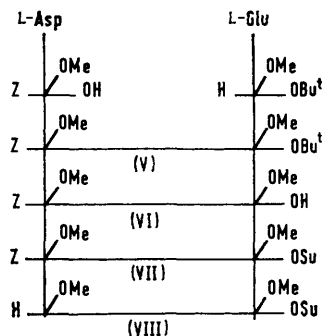 L-Asp L-Glu
OMe OMe
Z OH H OBuᵗ
OMe OMe
Z (V) OBuᵗ
OMe OMe
Z (VI) OH
OMe OMe
Z (VII) OSu
OMe OMe
H (VIII) OSu